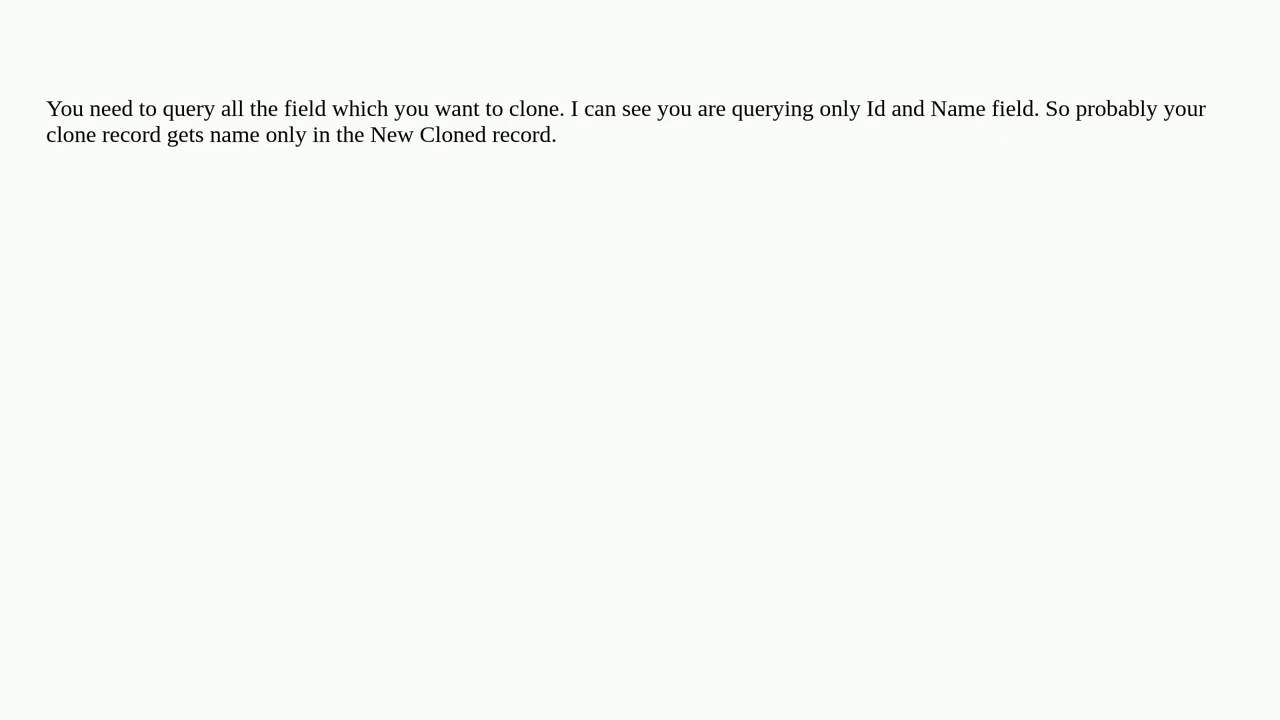 You need to query all the field which you want to clone. I can see you are querying only Id and Name field. So probably your
clone record gets name only in the New Cloned record.